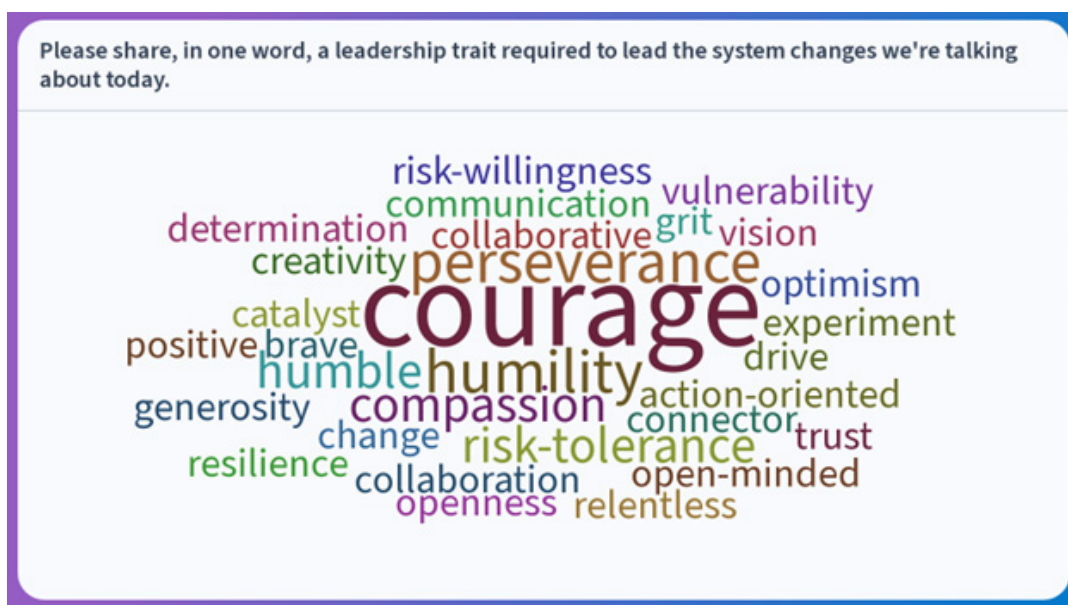 Please share, in one word, a leadership trait required to lead the system changes we're talking
about today.
risk-willingness
vulnerability
communication
grit
determination
collaborative
vision
creativity
perseverance
optimism
courage
catalyst
experiment
positive
brave
drive
humble
humility
action-oriented
generosity
compassion
connector
change
risk-tolerance
trust
resilience
collaboration
open-minded
openness
relentless